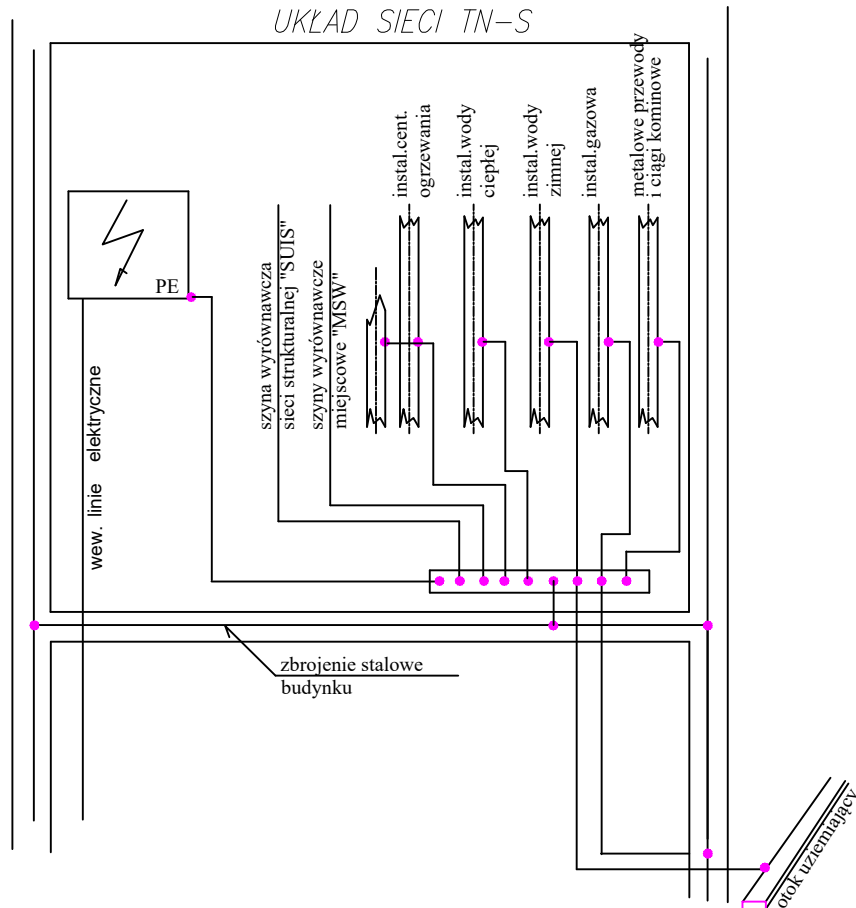 UKŁAD SIECI TN-S
instal.cent.
ogrzewania
instal.wody
ciepłej
instal.wody
zimnej
instal.gazowa
metalowe przewody
i ciągi kominowe
PE
szyna wyrównawcza
sieci strukturalnej "SUIS"
szyny wyrównawcze
miejscowe "MSW"
wew. linie elektryczne
zbrojenie stalowe
budynku
otok uziemiający